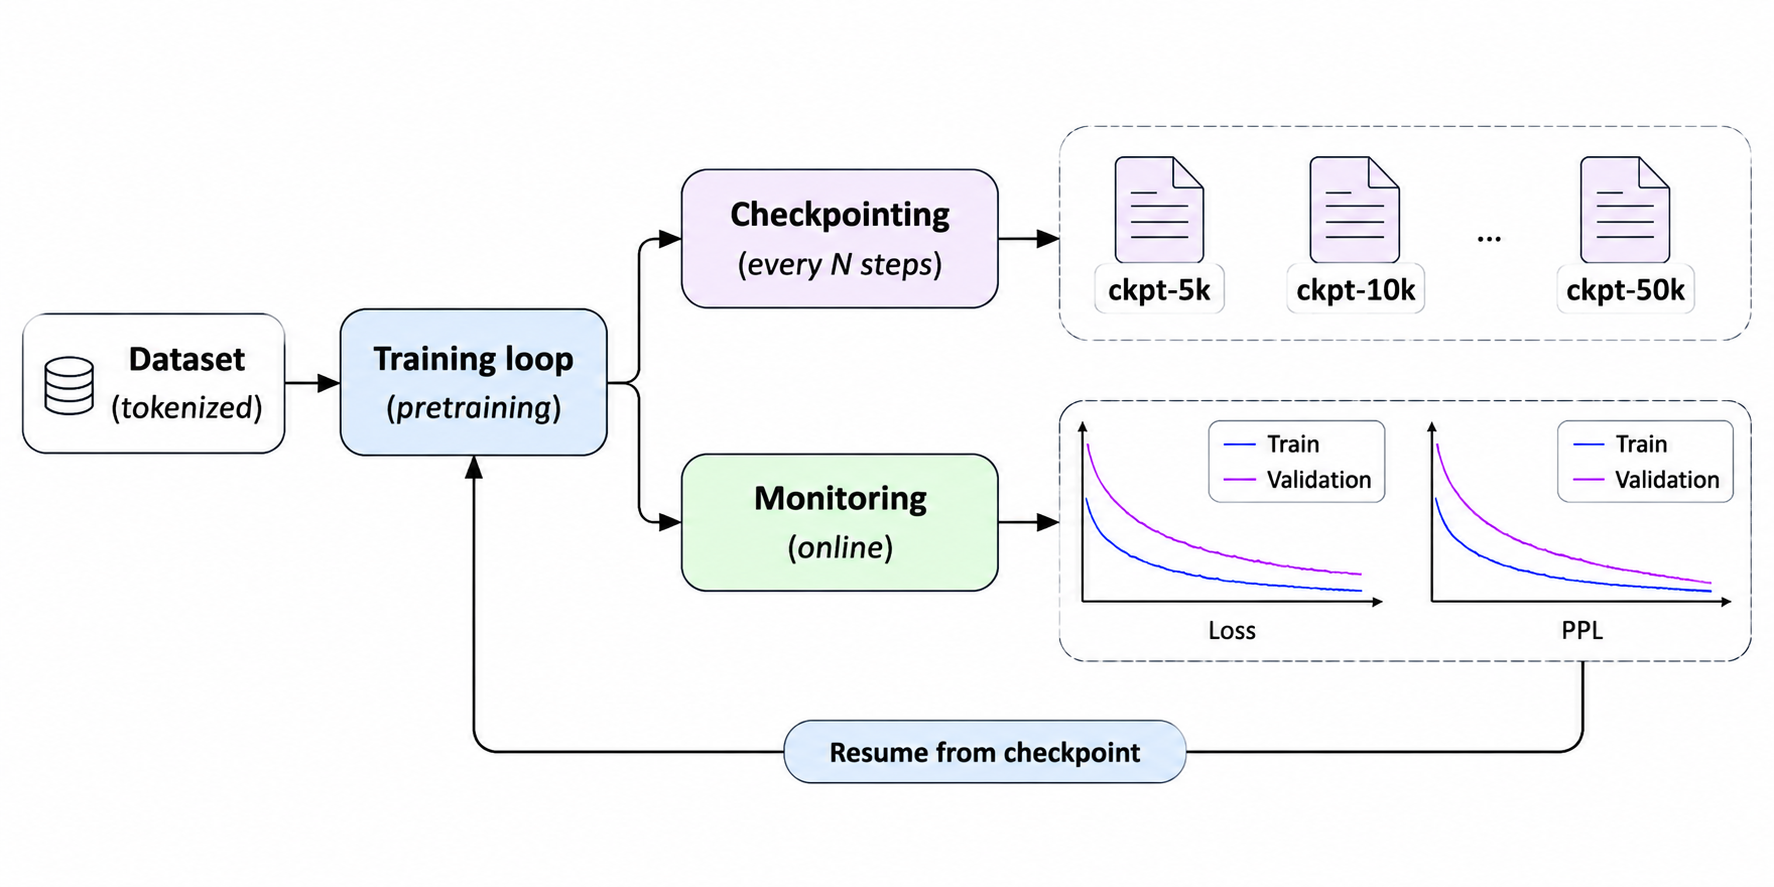 Dataset
(tokenized)
Training loop
(pretraining)
Checkpointing
(every N steps)
ckpt-5k
ckpt-10k
...
ckpt-50k
Monitoring
(online)
Train
Validation
Loss
Train
Validation
PPL
Resume from checkpoint